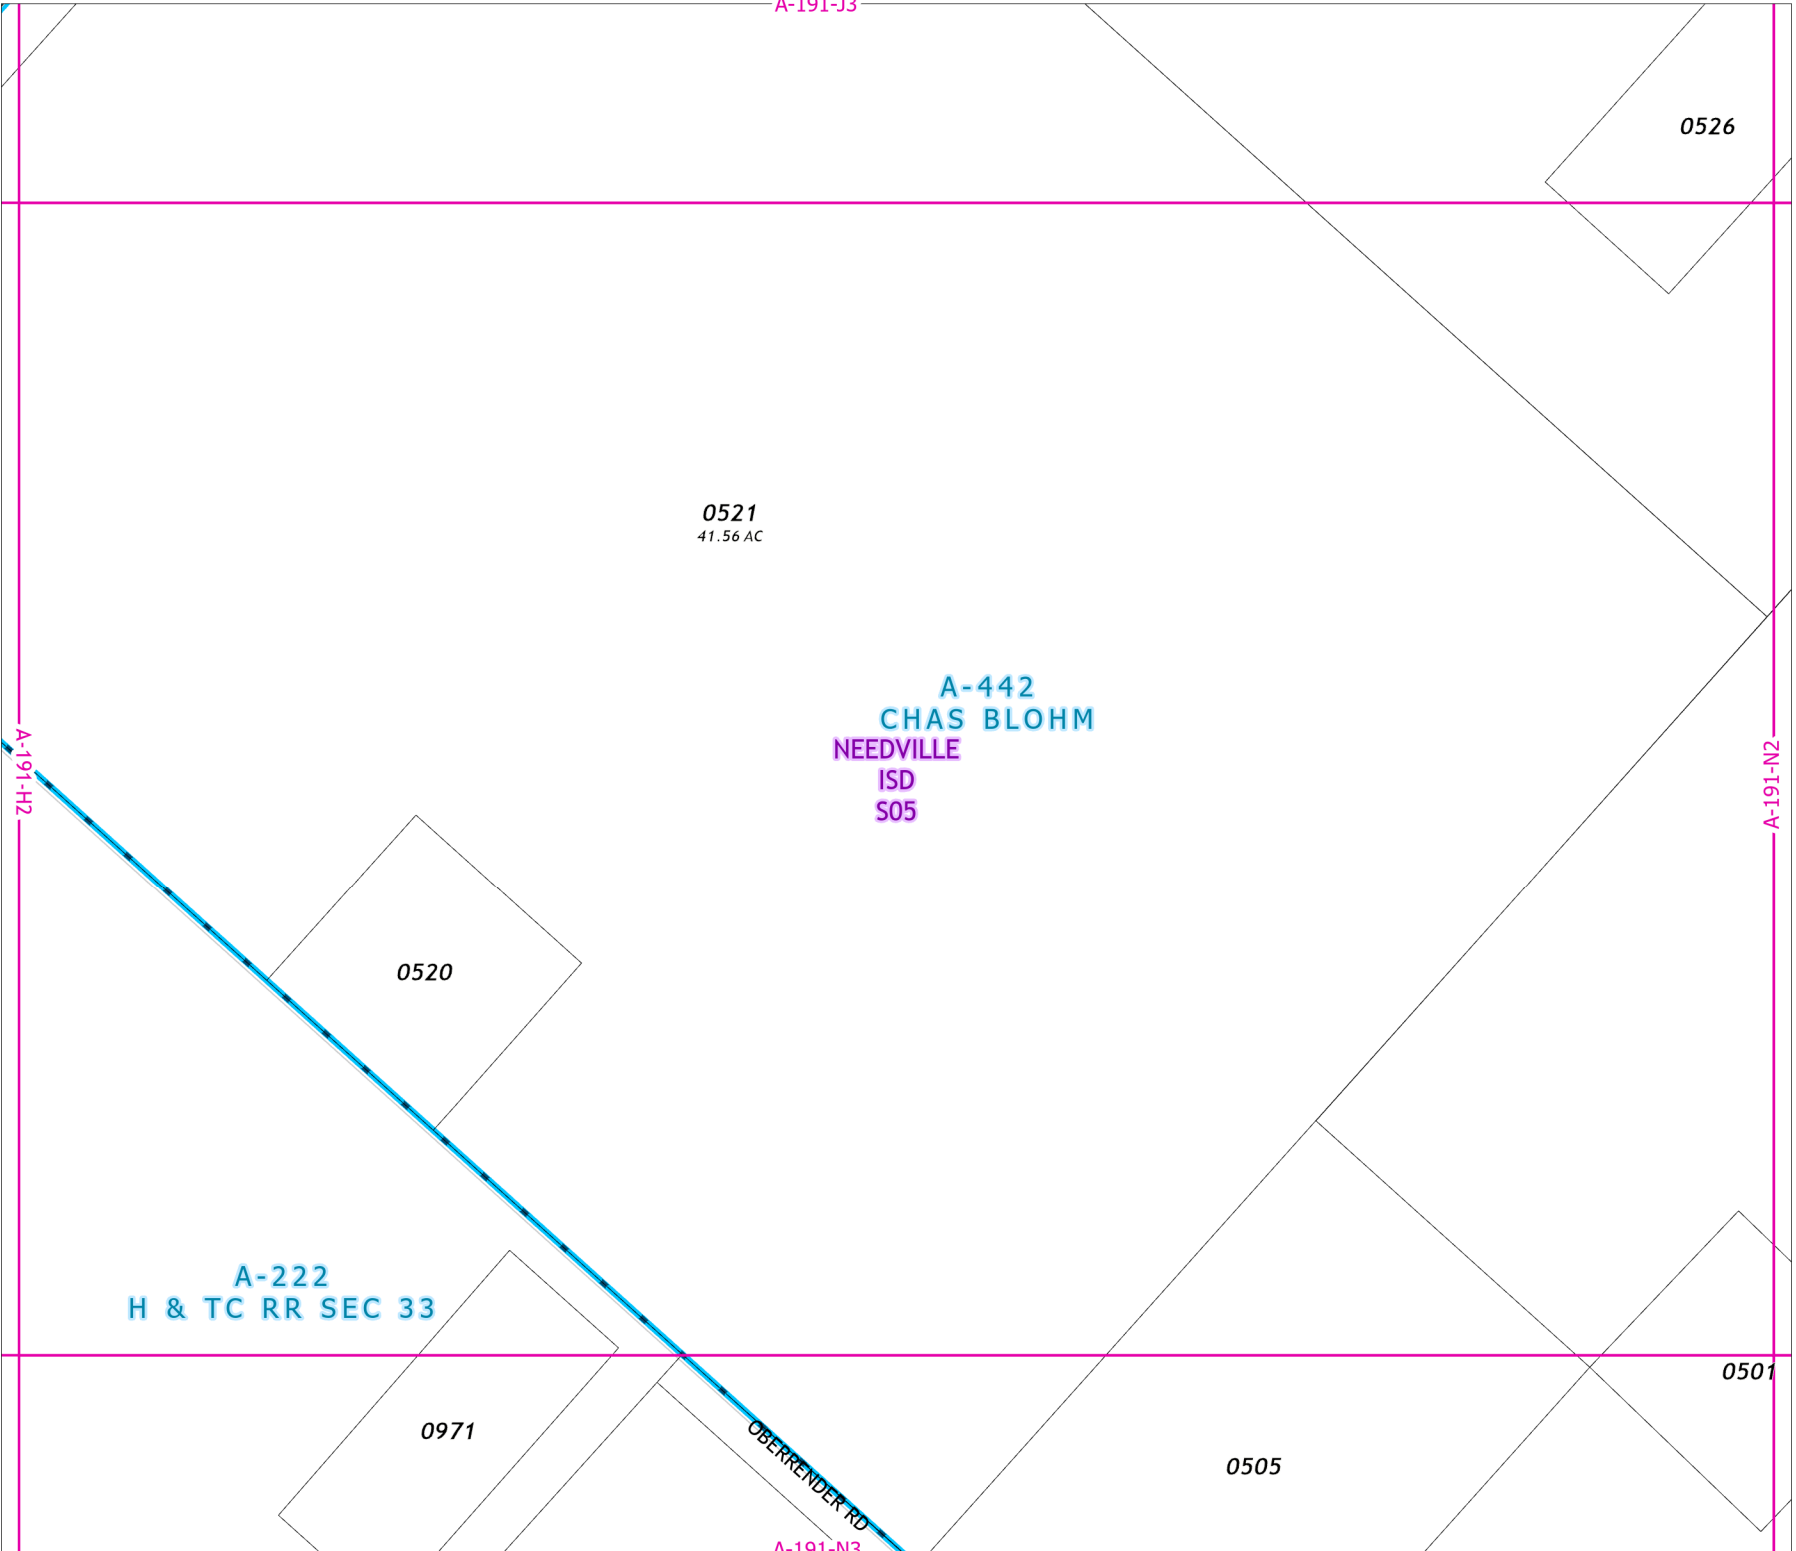 A-191-J3
0526
0521
41.56 AC
A-442
CHAS BLOHM
NEEDVILLE
ISD
S05
A-191-H2
A-191-N2
0520
A-222
H & TC RR SEC 33
0501
0971
OBERRENDER RD
0505
A-191-N3